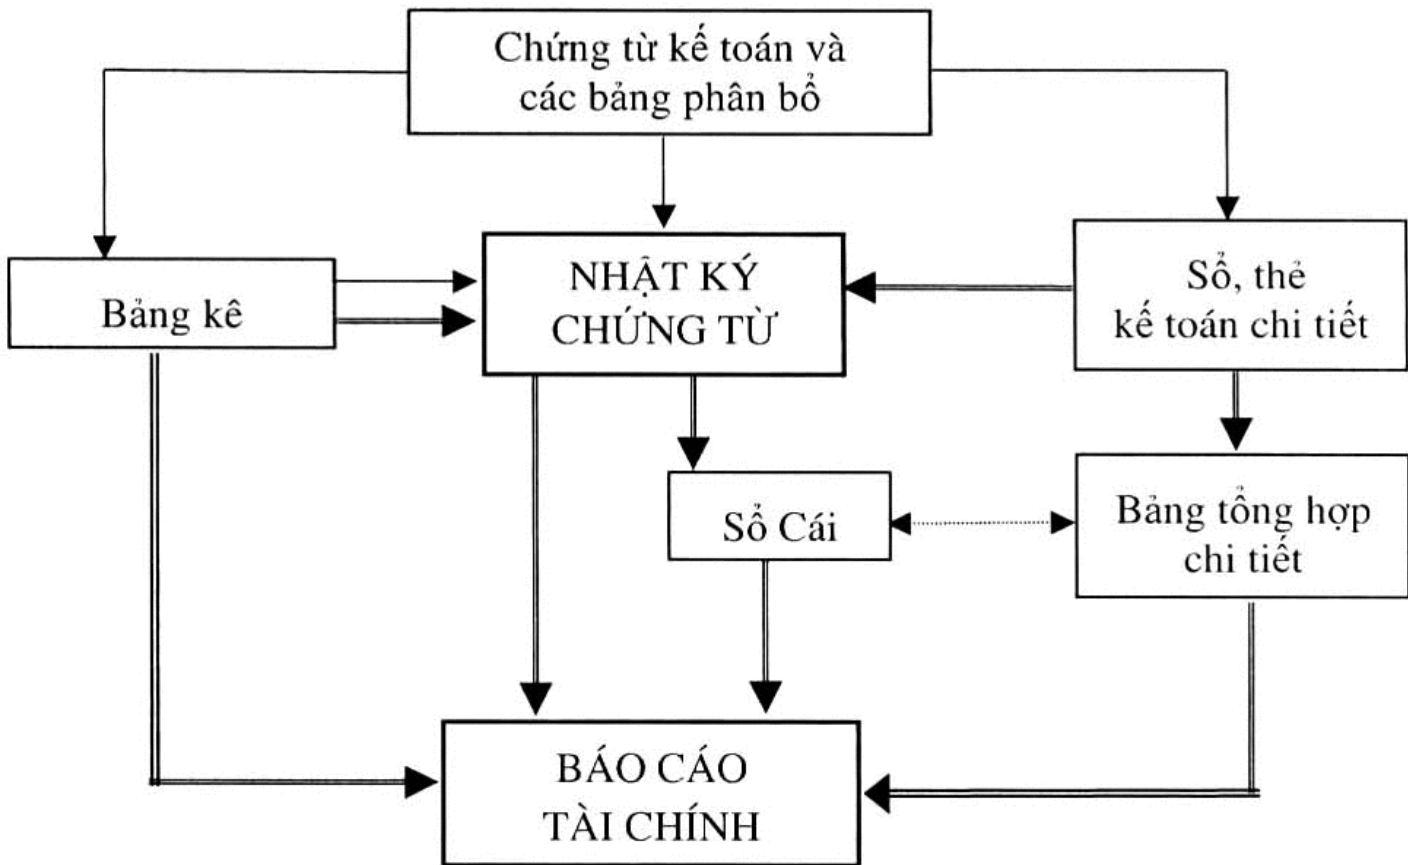 Chứng từ kế toán và
các bảng phân bổ
Bảng kê
NHẬT KÝ
CHỨNG TỪ
Sổ, thẻ
kế toán chi tiết
Sổ Cái
Bảng tổng hợp
chi tiết
BÁO CÁO
TÀI CHÍNH